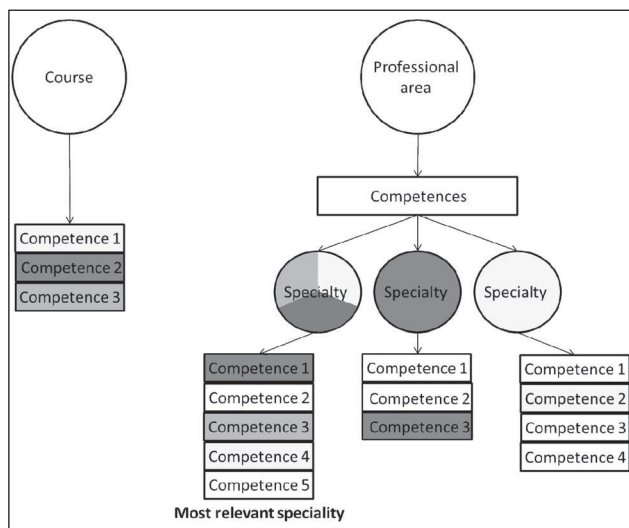 Course
Professional
area
Competences
Competence 1
Competence 2
Competence 3
Specialty
Specialty
Specialty
Competence 1
Competence 2
Competence 3
Competence 4
Competence 5
Most relevant speciality
Competence 1
Competence 2
Competence 3
Competence 1
Competence 2
Competence 3
Competence 4